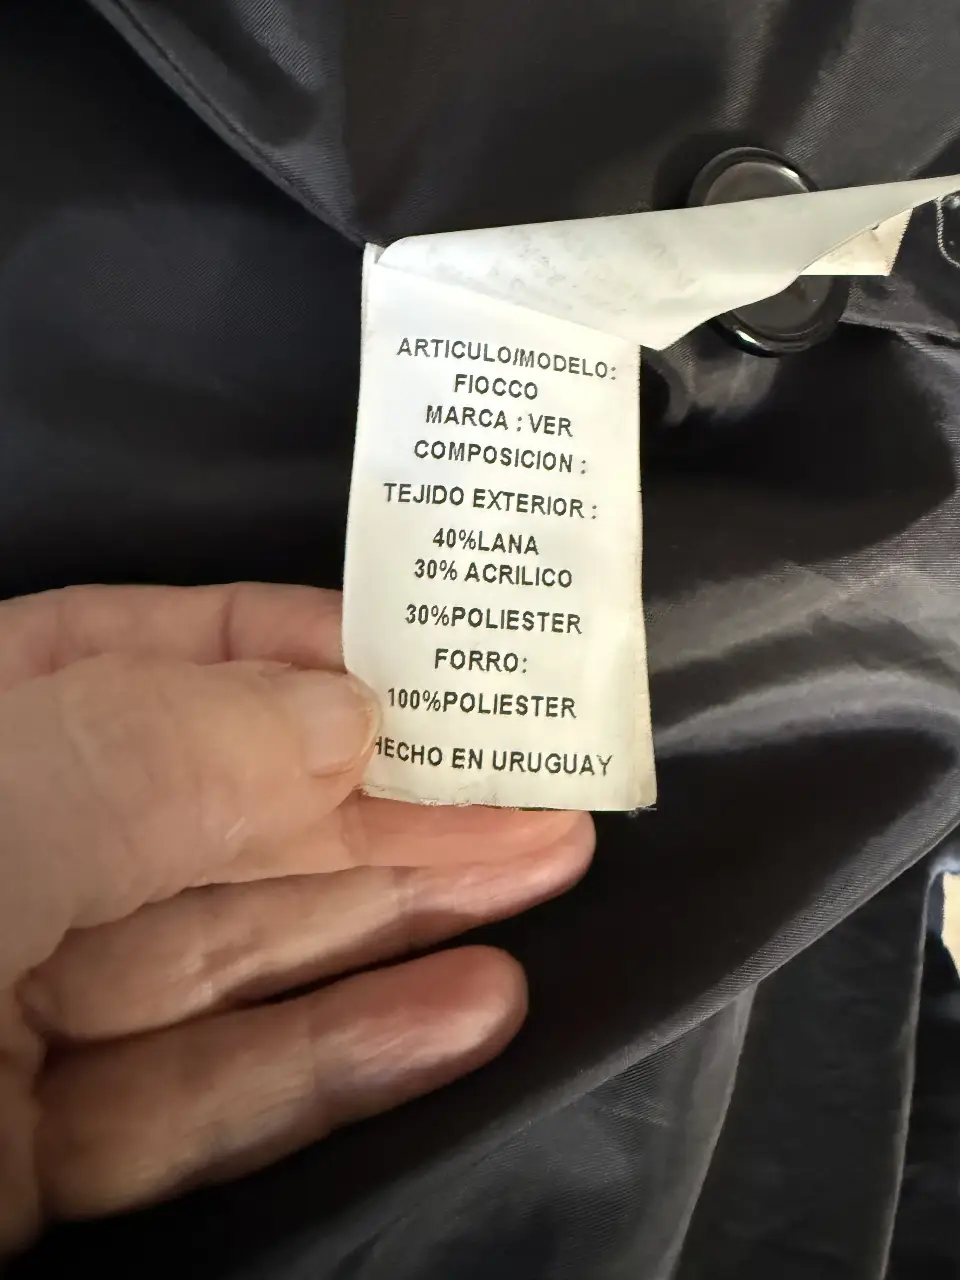 ARTICULO/MODELO:
FIOCCO
MARCA : VER
COMPOSICION :
TEJIDO EXTERIOR :
40%LANA
30% ACRILICO
30%POLIESTER
FORRO:
100%POLIESTER
HECHO EN URUGUAY